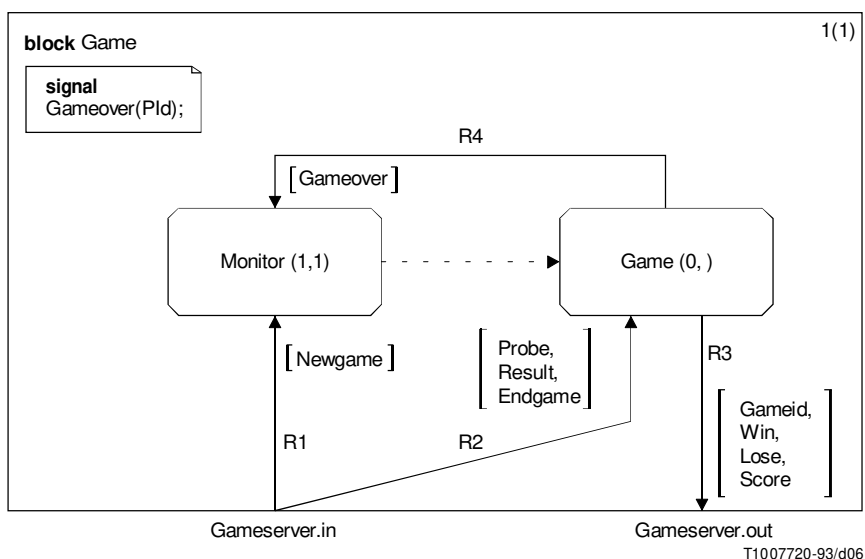 block Game
1(1)
signal
Gameover(PId);
R4
[Gameover]
Monitor (1,1)
Game (0, )
[Newgame]
Probe,
Result,
Endgame
R3
R1
R2
Gameid,
Win,
Lose,
Score
Gameserver.in
Gameserver.out
T1007720-93/d06